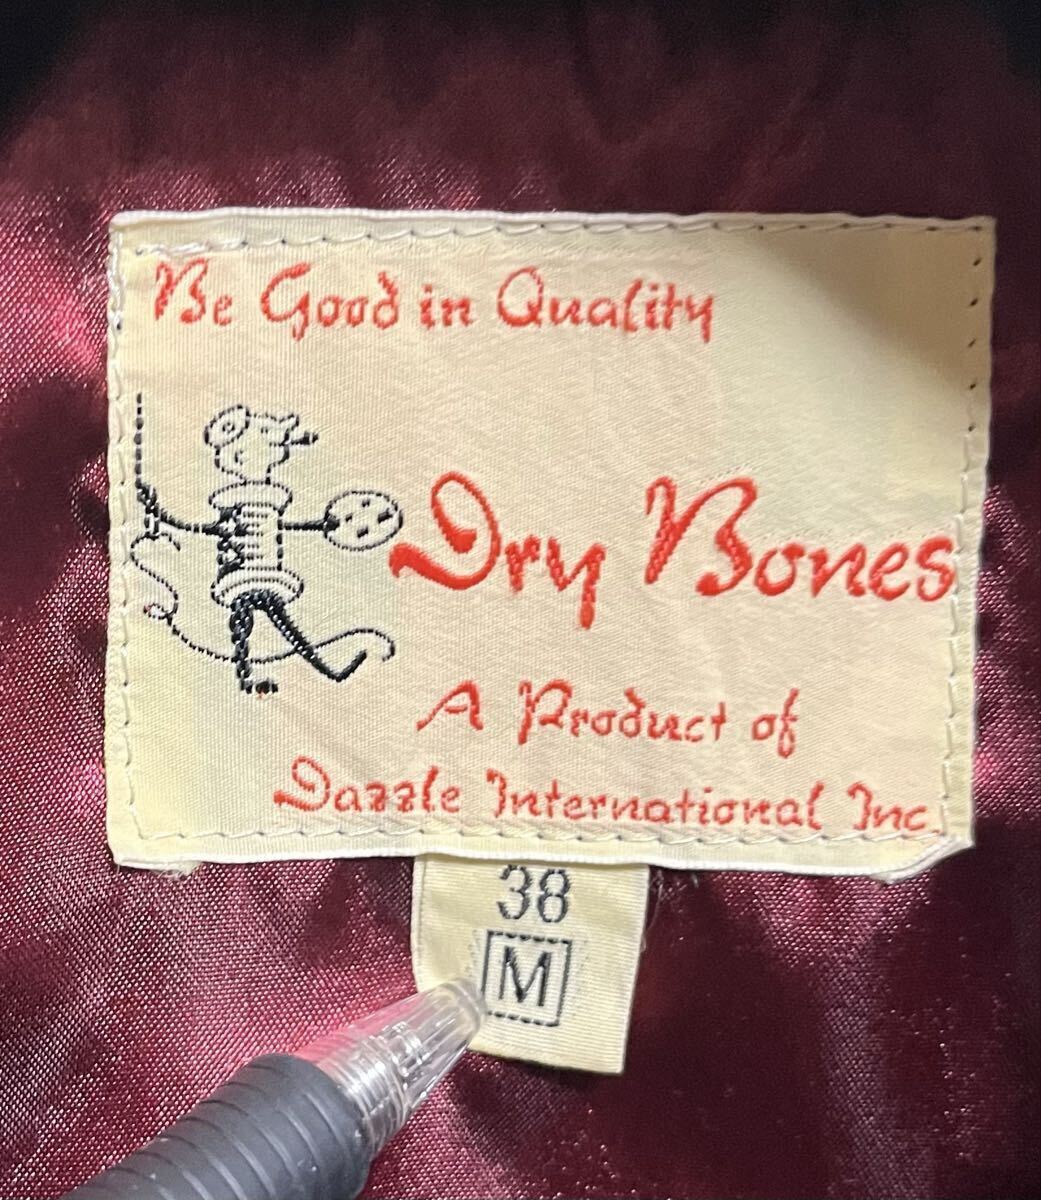 Be Good in Quality
Dry Bones
A Product of
Dazzle International Inc.
38
M